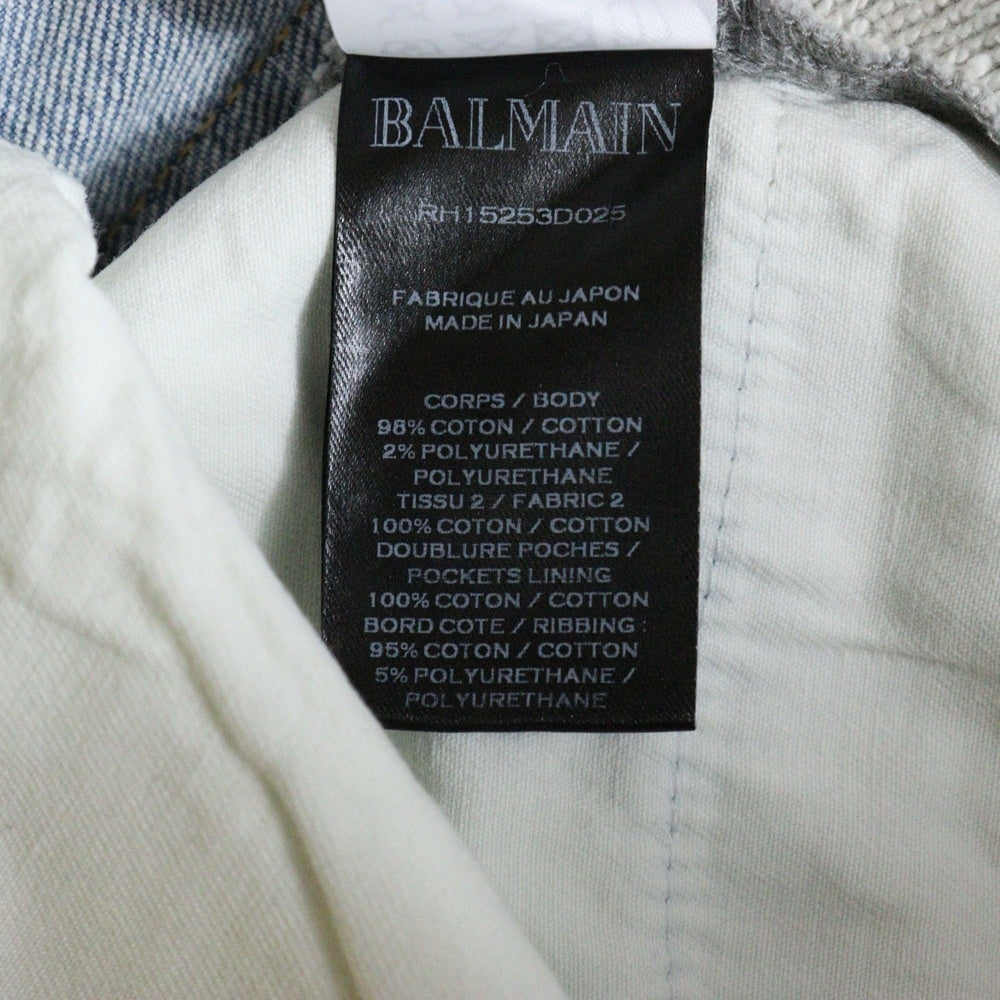 BALMAIN
RH15253D025
FABRIQUE AU JAPON
MADE IN JAPAN
CORPS / BODY
98% COTON / COTTON
2% POLYURETHANE /
POLYURETHANE
TISSU 2 / FABRIC 2
100% COTON / COTTON
DOUBLURE POCHES /
POCKETS LINING
100% COTON / COTTON
BORD COTE / RIBBING :
95% COTON / COTTON
5% POLYURETHANE /
POLYURETHANE